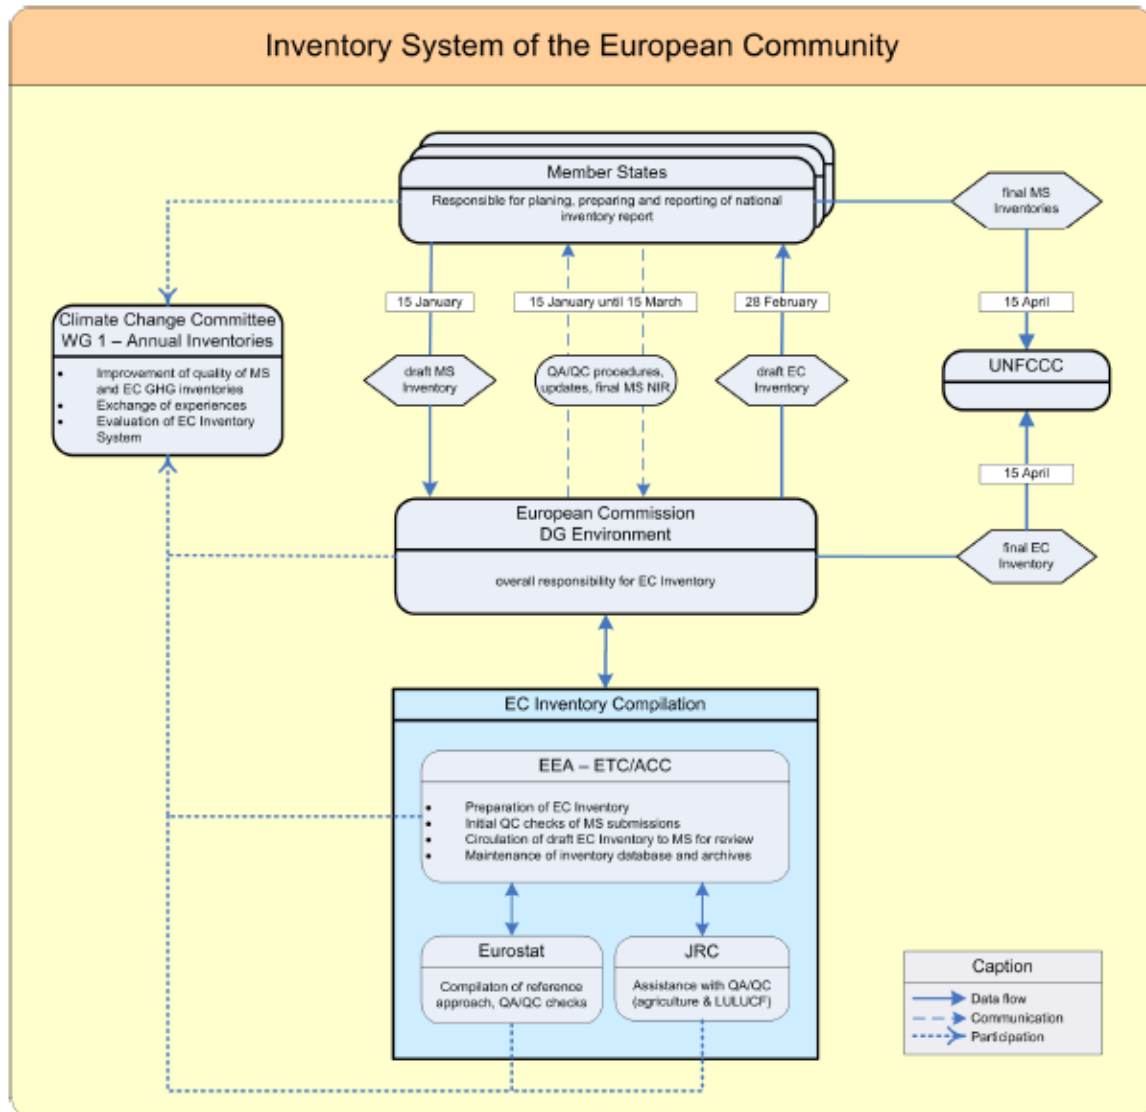 Inventory System of the European Community
Member States
Responsible for planing, preparing and reporting of national
inventory report
final MS
Inventories
15 January
15 January until 15 March
28 February
15 April
Climate Change Committee
WG 1 – Annual Inventories
• Improvement of quality of MS
and EC GHG inventories
• Exchange of experiences
• Evaluation of EC Inventory
System
draft MS
Inventory
QA/QC procedures,
updates, final MS NIR
draft EC
Inventory
UNFCCC
15 April
European Commission
DG Environment
overall responsibility for EC Inventory
final EC
Inventory
EC Inventory Compilation
EEA – ETC/ACC
• Preparation of EC Inventory
• Initial QC checks of MS submissions
• Circulation of draft EC Inventory to MS for review
• Maintenance of inventory database and archives
Eurostat
Compilaton of reference
approach, QA/QC checks
JRC
Assistance with QA/QC
(agriculture & LULUCF)
Caption
Data flow
Communication
Participation